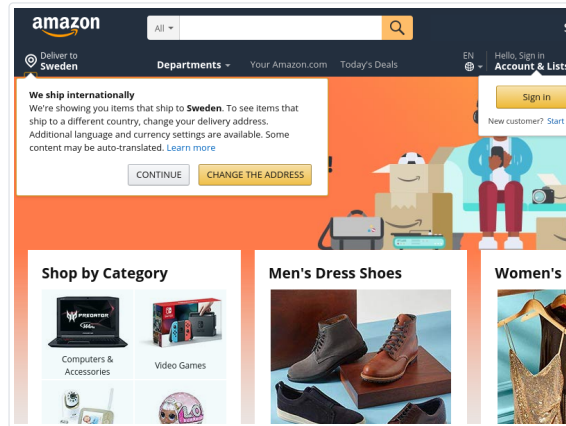 amazon
All
Deliver to
Sweden
Departments
Your Amazon.com
Today's Deals
EN
Hello, Sign in
Account & Lists
We ship internationally
We're showing you items that ship to Sweden. To see items that
ship to a different country, change your delivery address.
Additional language and currency settings are available. Some
content may be auto-translated. Learn more
CONTINUE
CHANGE THE ADDRESS
Sign in
New customer? Start
Shop by Category
Men's Dress Shoes
Women's
PREDATOR
Computers &
Accessories
Video Games